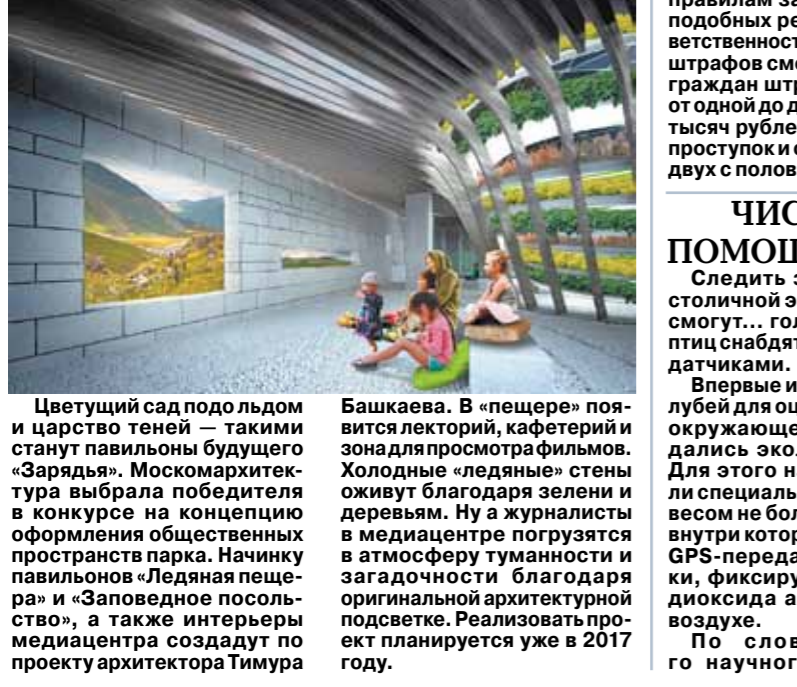 Цветущий сад подо льдом
и царство теней — такими
станут павильоны будущего
«Зарядья». Москомархитек-
тура выбрала победителя
в конкурсе на концепцию
оформления общественных
пространств парка. Начинку
павильонов «Ледяная пеще-
ра» и «Заповедное посоль-
ство», а также интерьеры
медиацентра создадут по
проекту архитектора Тимура
Башкаева. В «пещере» поя-
вится лекторий, кафетерий и
зона для просмотра фильмов.
Холодные «ледяные» стены
оживут благодаря зелени и
деревьям. Ну а журналисты
в медиацентре погрузятся
в атмосферу туманности и
загадочности благодаря
оригинальной архитектурной
подсветке. Реализовать про-
ект планируется уже в 2017
году.
правилам за
подобных ре
ветственност
штрафов см
граждан штр
от одной до д
тысяч рубле
проступок и
двух с полов
ЧИС
ПОМОЩ
Следить
столичной э
смогут... гол
птиц снабдят
датчиками.
Впервые и
лубей для оц
окружающе
дались экол
Для этого н
ли специаль
весом не бол
внутри котор
GPS-переда
ки, фиксиру
диоксида а
воздухе.
По слов
го научног